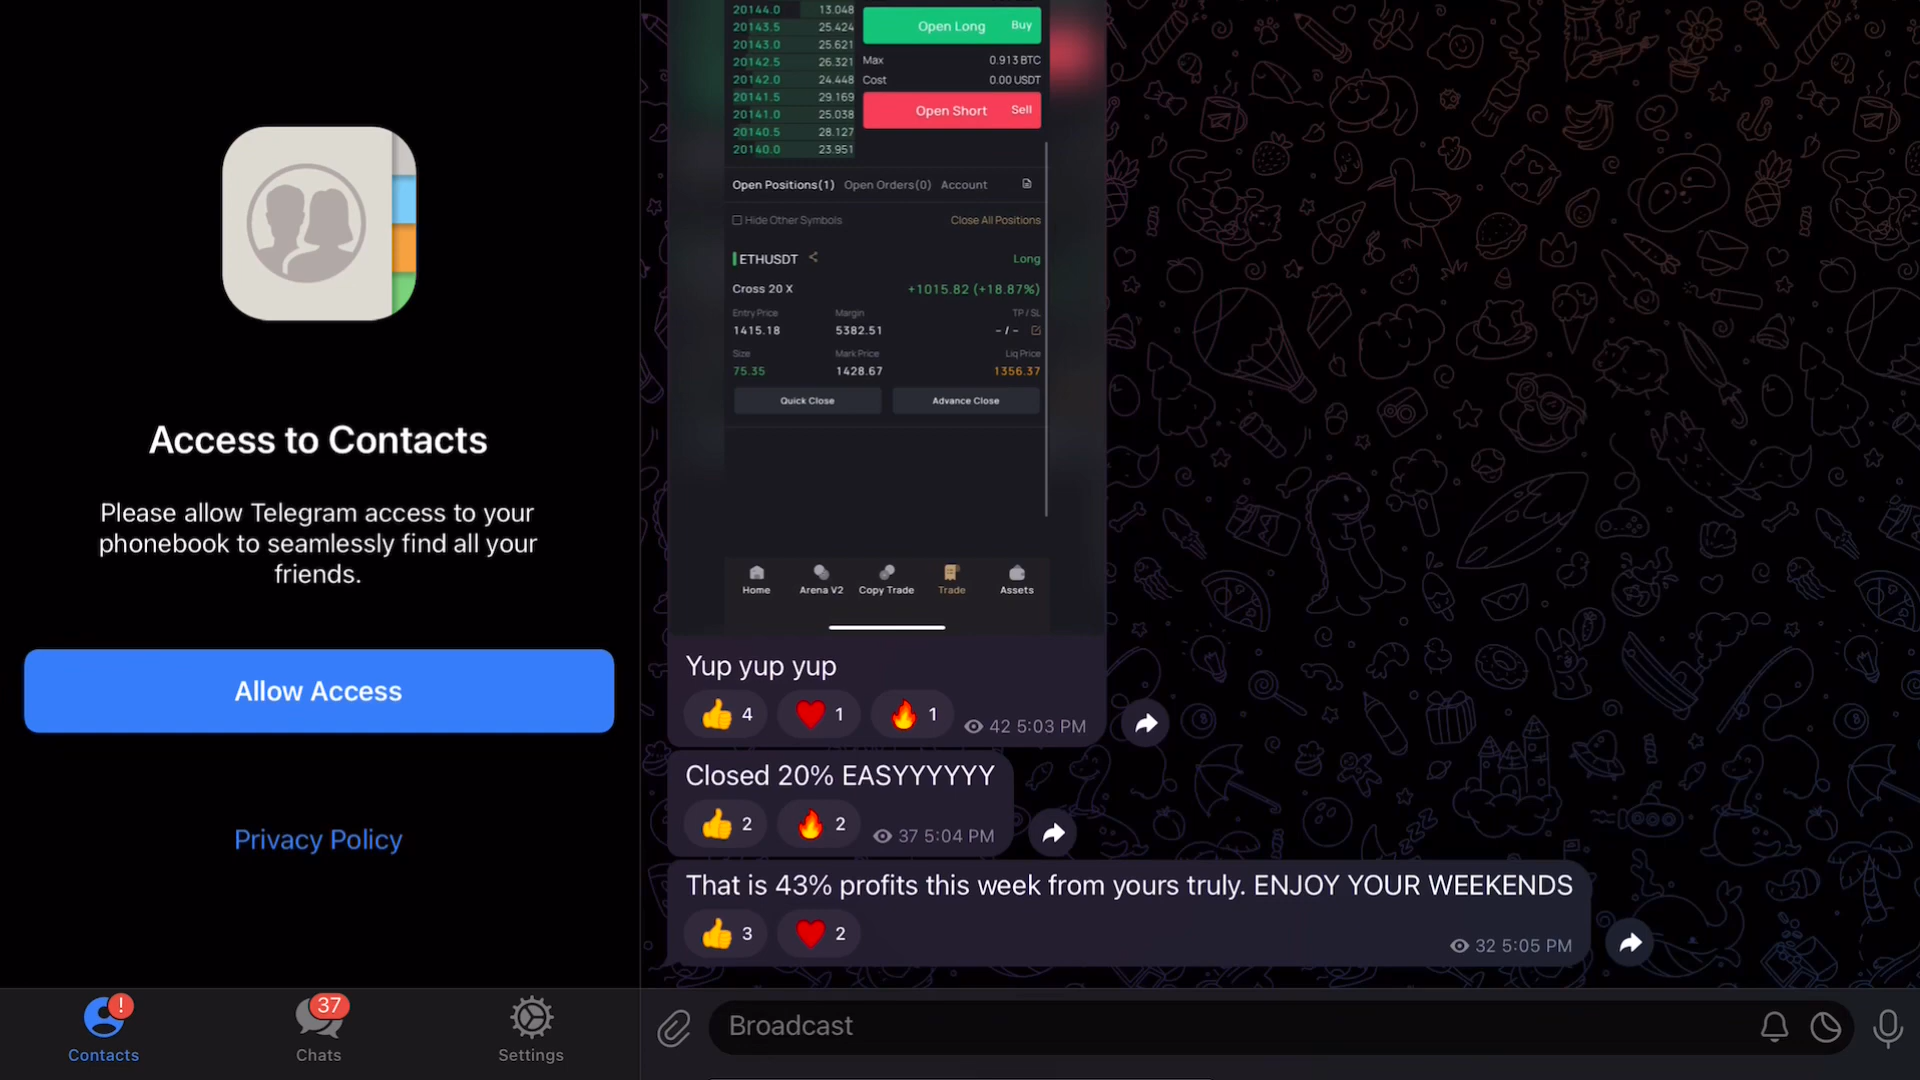 Access to Contacts
Please allow Telegram access to your
phonebook to seamlessly find all your
friends.
Allow Access
Privacy Policy
!
37
Contacts
Chats
Settings
20144.0 13.048
20143.5 25.424
20143.0 25.621
20142.5 26.321
20142.0 24.448
20141.5 29.169
20141.0 25.038
20140.5 28.127
20140.0 23.951
Open Long Buy
Max 0.913 BTC
Cost 0.00 USDT
Open Short Sell
Open Positions(1) Open Orders(0) Account
Hide Other Symbols Close All Positions
ETHUSDT Long
Cross 20 X +1015.82 (+18.87%)
Entry Price Margin TP / SL
1415.18 5382.51 - / -
Size Mark Price Liq Price
75.35 1428.67 1356.37
Quick Close Advance Close
Home Arena V2 Copy Trade Trade Assets
Yup yup yup
4 1 1 42 5:03 PM
Closed 20% EASYYYYYY
2 2 37 5:04 PM
That is 43% profits this week from yours truly. ENJOY YOUR WEEKENDS
3 2 32 5:05 PM
Broadcast